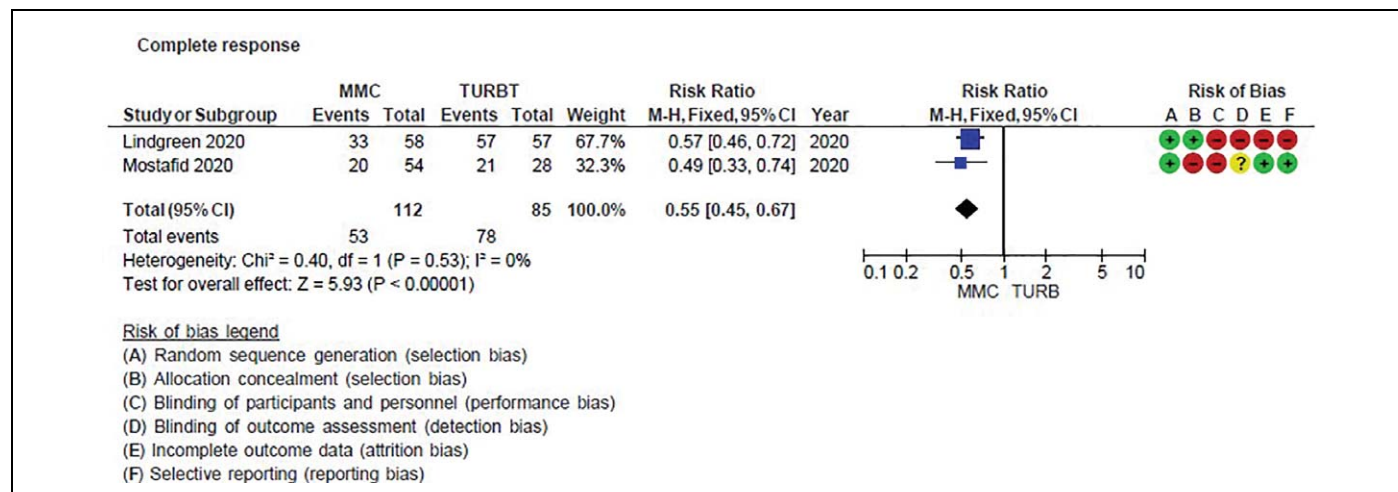 Complete response
MMC TURBT Risk Ratio Risk Ratio Risk of Bias
Study or Subgroup Events Total Events Total Weight M-H, Fixed, 95% CI Year M-H, Fixed, 95% CI A B C D E F
Lindgreen 2020 33 58 57 57 67.7% 0.57 [0.46, 0.72] 2020 + + - - - -
Mostafid 2020 20 54 21 28 32.3% 0.49 [0.33, 0.74] 2020 + - - ? + +
Total (95% CI) 112 85 100.0% 0.55 [0.45, 0.67]
Total events 53 78
Heterogeneity: Chi² = 0.40, df = 1 (P = 0.53); I² = 0%
Test for overall effect: Z = 5.93 (P < 0.00001)
0.1 0.2 0.5 1 2 5 10
MMC TURB
Risk of bias legend
(A) Random sequence generation (selection bias)
(B) Allocation concealment (selection bias)
(C) Blinding of participants and personnel (performance bias)
(D) Blinding of outcome assessment (detection bias)
(E) Incomplete outcome data (attrition bias)
(F) Selective reporting (reporting bias)